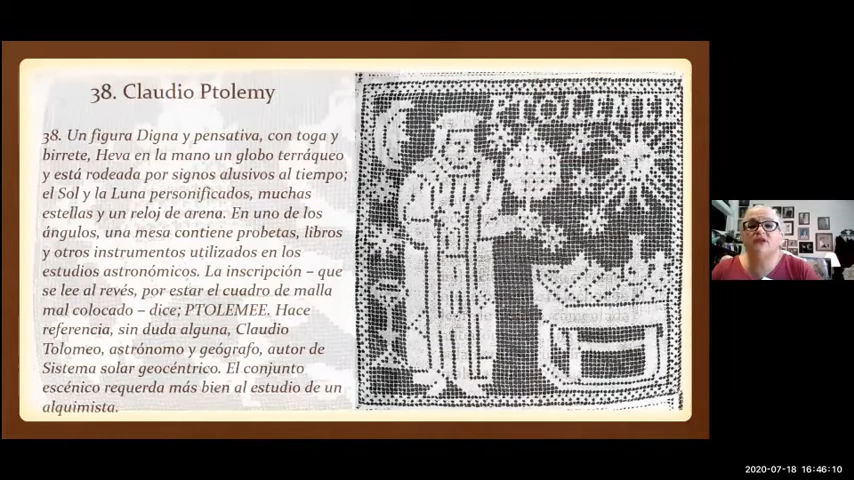 38. Claudio Ptolemy
38. Un figura Digna y pensativa, con toga y
birrete, Heva en la mano un globo terráqueo
y está rodeada por signos alusivos al tiempo;
el Sol y la Luna personificados, muchas
estellas y un reloj de arena. En uno de los
ángulos, una mesa contiene probetas, libros
y otros instrumentos utilizados en los
estudios astronómicos. La inscripción – que
se lee al revés, por estar el cuadro de malla
mal colocado – dice; PTOLEMEE. Hace
referencia, sin duda alguna, Claudio
Tolomeo, astrónomo y geógrafo, autor de
Sistema solar geocéntrico. El conjunto
escénico requerda más bien al estudio de un
alquimista.
PTOLEMEE
2020-07-18 16:46:10